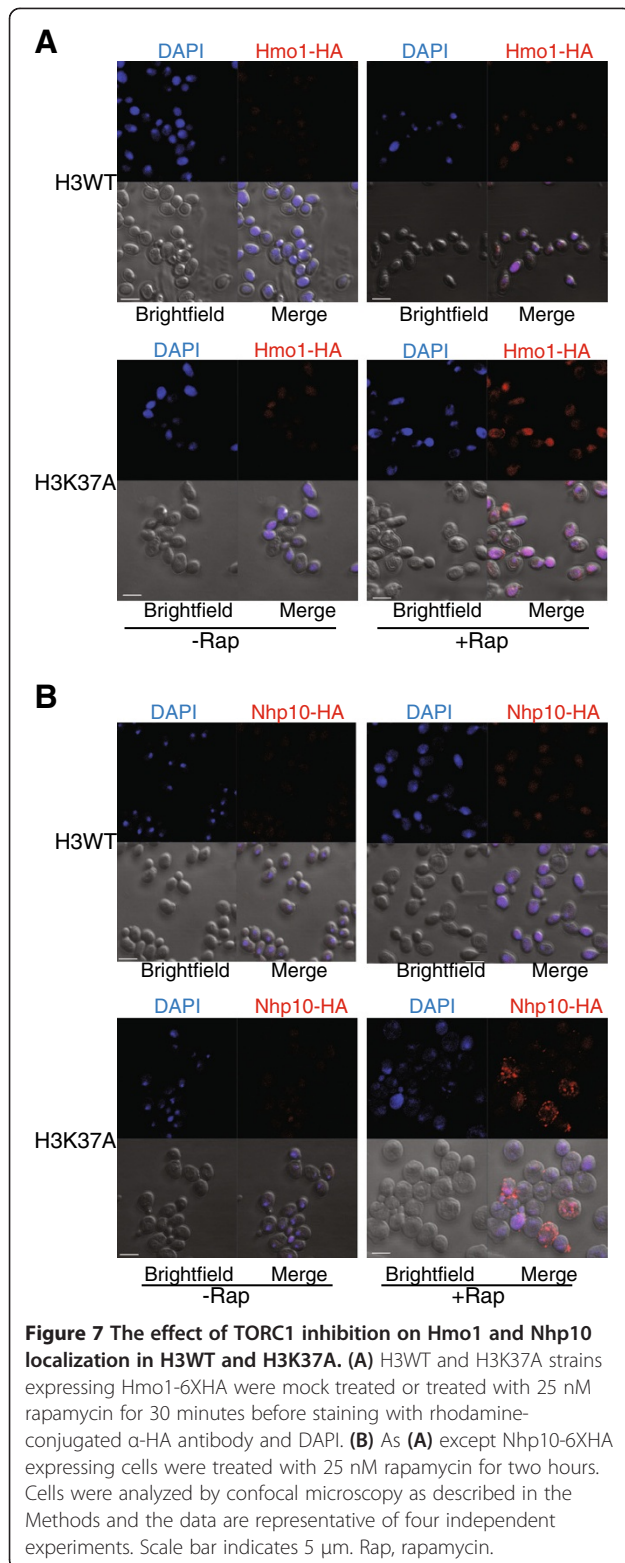 A
DAPI Hmo1-HA DAPI Hmo1-HA
H3WT
Brightfield Merge Brightfield Merge
DAPI Hmo1-HA DAPI Hmo1-HA
H3K37A
Brightfield Merge Brightfield Merge
-Rap +Rap
B
DAPI Nhp10-HA DAPI Nhp10-HA
H3WT
Brightfield Merge Brightfield Merge
DAPI Nhp10-HA DAPI Nhp10-HA
H3K37A
Brightfield Merge Brightfield Merge
-Rap +Rap
Figure 7 The effect of TORC1 inhibition on Hmo1 and Nhp10
localization in H3WT and H3K37A. (A) H3WT and H3K37A strains
expressing Hmo1-6XHA were mock treated or treated with 25 nM
rapamycin for 30 minutes before staining with rhodamine-
conjugated α-HA antibody and DAPI. (B) As (A) except Nhp10-6XHA
expressing cells were treated with 25 nM rapamycin for two hours.
Cells were analyzed by confocal microscopy as described in the
Methods and the data are representative of four independent
experiments. Scale bar indicates 5 μm. Rap, rapamycin.